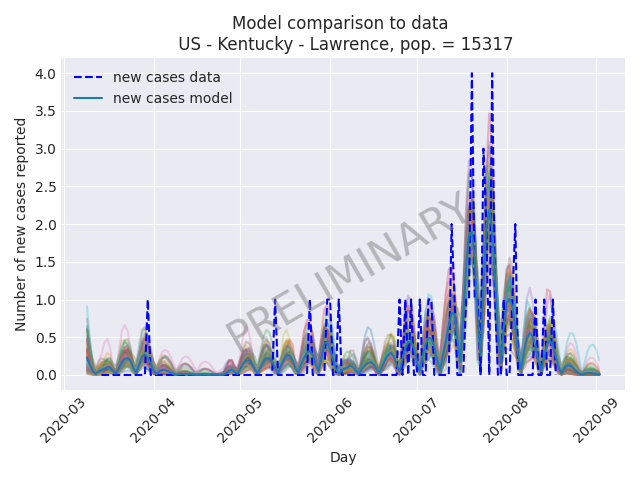 Model comparison to data
US - Kentucky - Lawrence, pop. = 15317
new cases data
new cases model
Number of new cases reported
4.0
3.5
3.0
2.5
2.0
1.5
1.0
0.5
0.0
PRELIMINARY
2020-03
2020-04
2020-05
2020-06
2020-07
2020-08
2020-09
Day